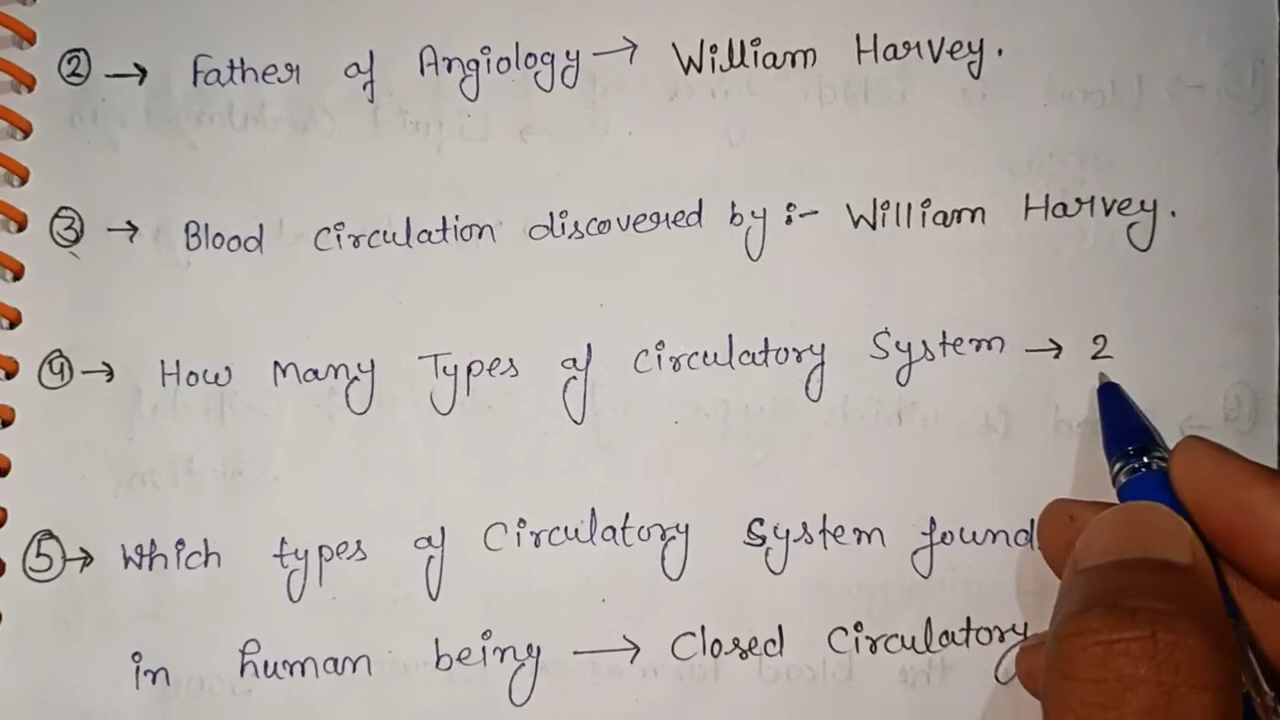 ② → Father of Angiology → William Harvey.
③ → Blood circulation discovered by :- William Harvey.
④ → How Many Types of circulatory System → 2
⑤ → Which types of Circulatory System found
in human being → Closed Circulatory